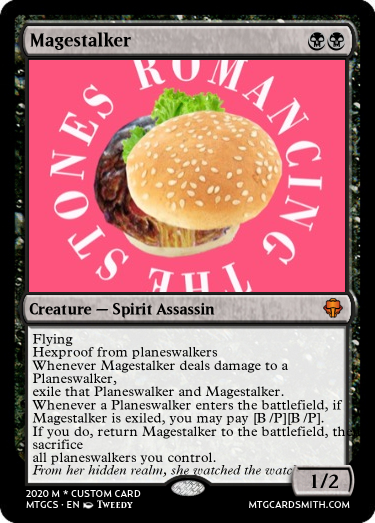 Magestalker
THE STONES ROMANCING
Creature — Spirit Assassin
Flying
Hexproof from planeswalkers
Whenever Magestalker deals damage to a
Planeswalker,
exile that Planeswalker and Magestalker.
Whenever a Planeswalker enters the battlefield, if
Magestalker is exiled, you may pay [B /P][B /P].
If you do, return Magestalker to the battlefield, the
sacrifice
all planeswalkers you control.
From her hidden realm, she watched the watc
1/2
2020 M * CUSTOM CARD
MTGCS · EN Tweedy
MTGCARDSMITH.COM